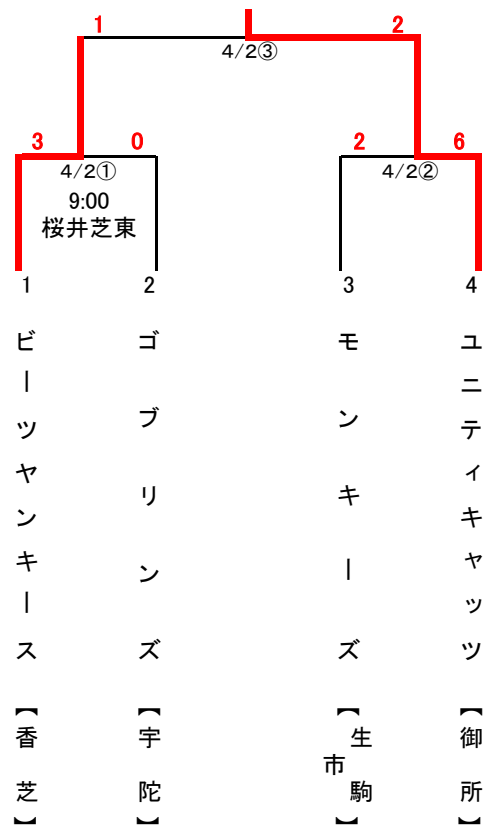 1 2
4/2③
3 0 2 6
4/2① 4/2②
9:00
桜井芝東
1 2 3 4
ビーツヤンキース【香芝】
ゴブリンズ【宇陀】
モンキーズ【生駒市】
ユニティキャッツ【御所】